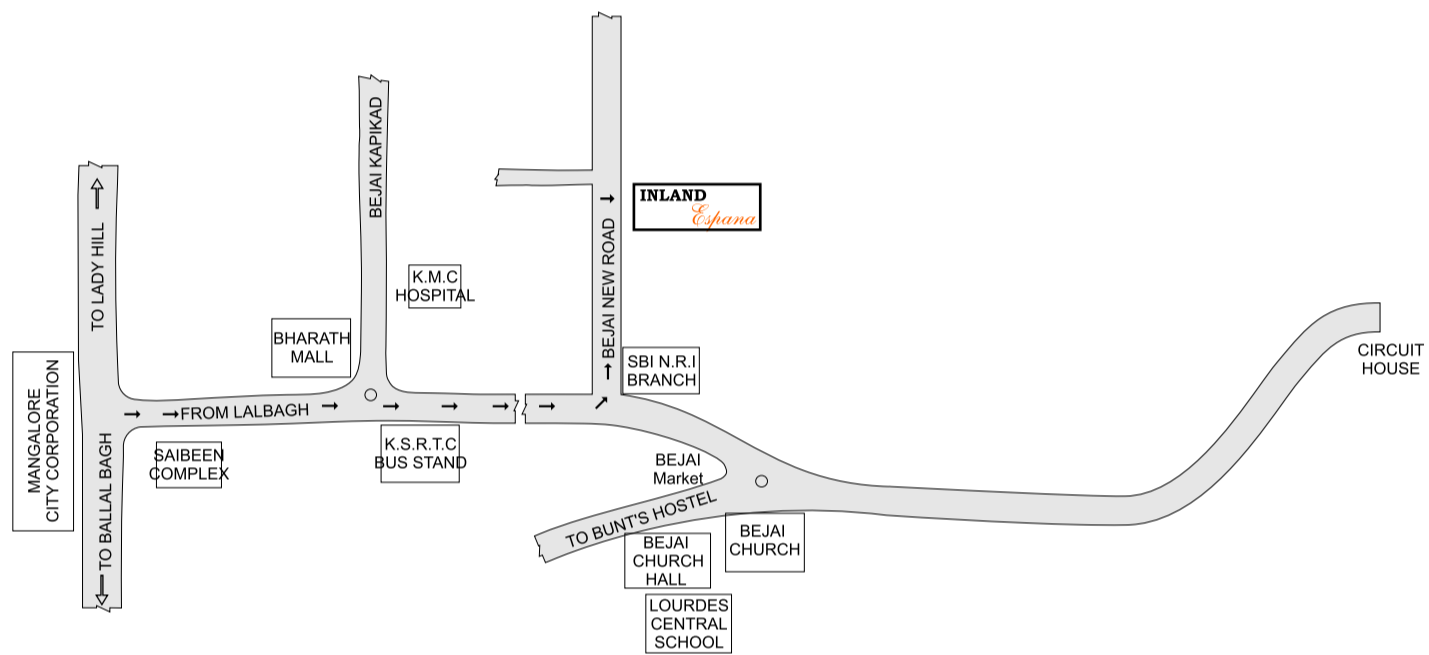 BEJAI KAPIKAD
INLAND
Espana
TO LADY HILL
BEJAI NEW ROAD
K.M.C
HOSPITAL
BHARATH
MALL
SBI N.R.I
BRANCH
CIRCUIT
HOUSE
MANGALORE
CITY CORPORATION
FROM LALBAGH
SAIBEEN
COMPLEX
K.S.R.T.C
BUS STAND
TO BALLAL BAGH
BEJAI
Market
TO BUNT'S HOSTEL
BEJAI
CHURCH
BEJAI
CHURCH
HALL
LOURDES
CENTRAL
SCHOOL